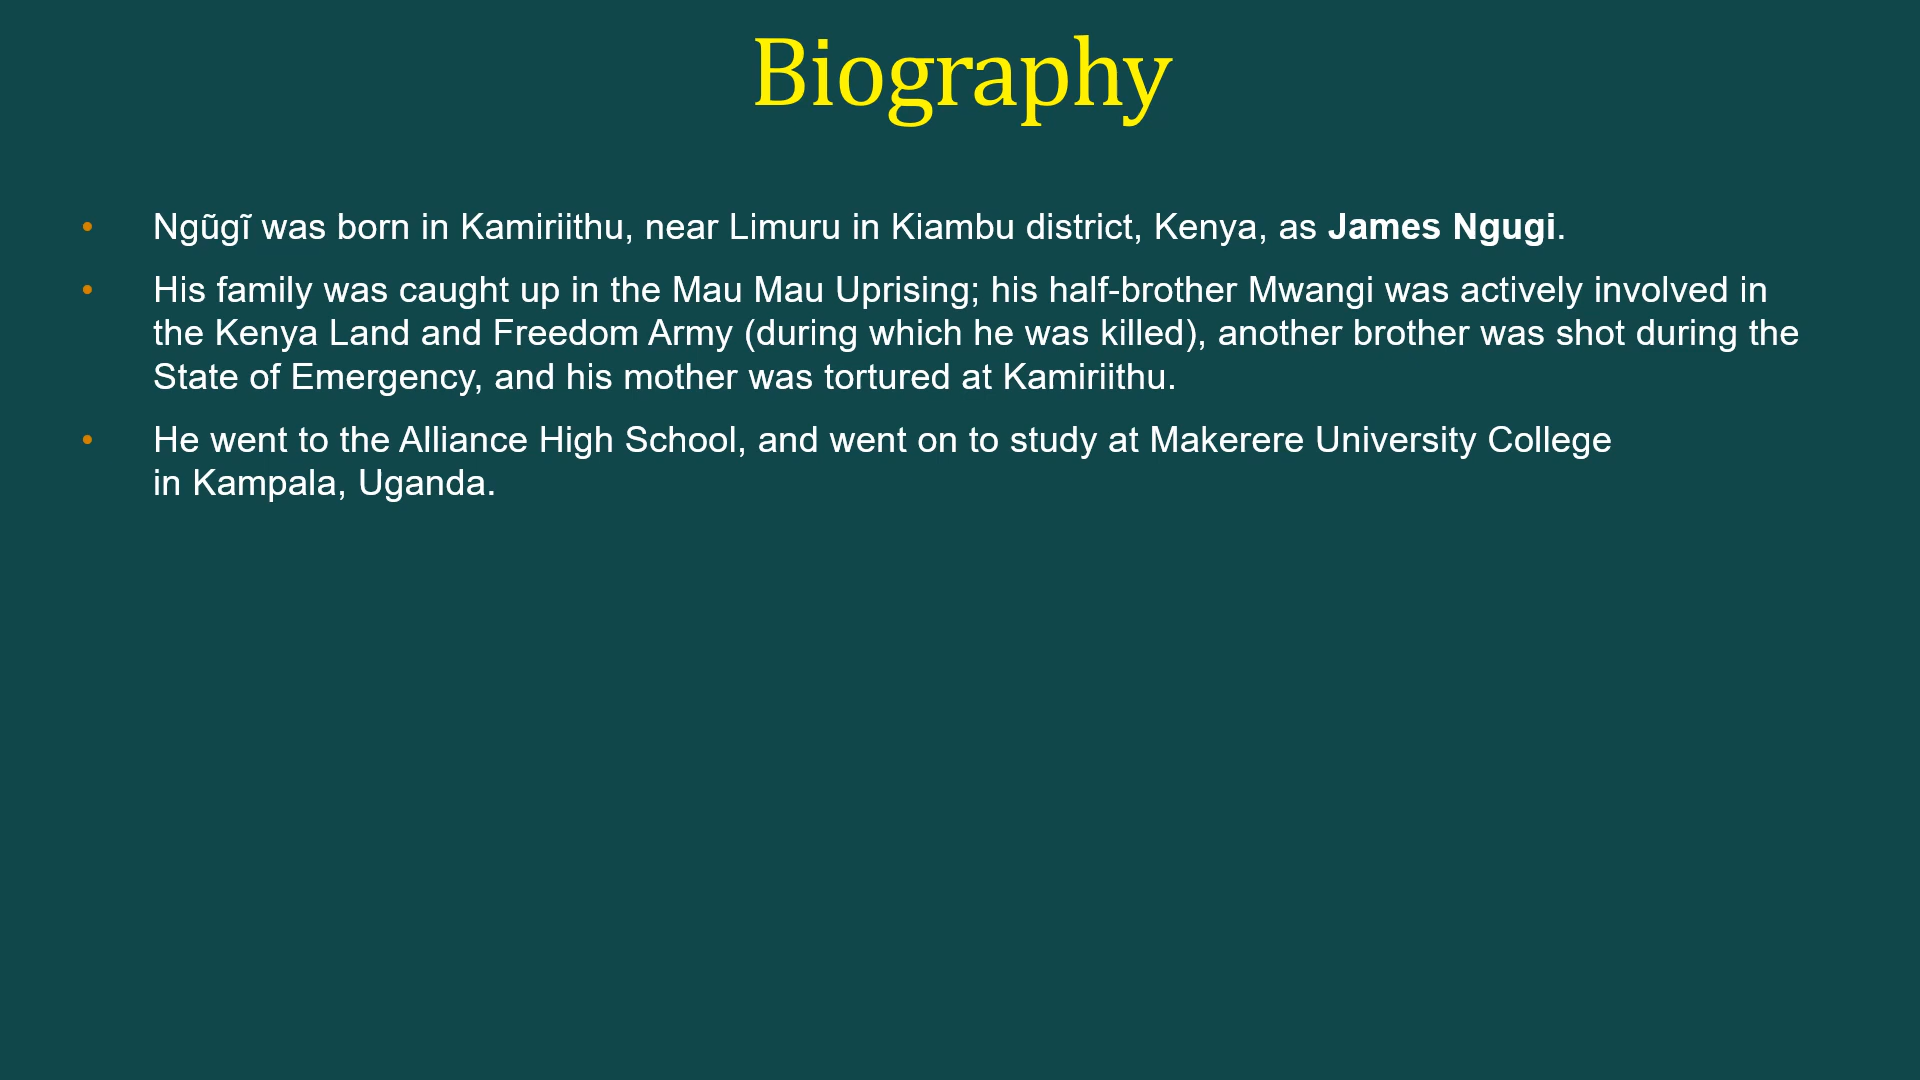 Biography
• Ngũgĩ was born in Kamiriithu, near Limuru in Kiambu district, Kenya, as James Ngugi.
• His family was caught up in the Mau Mau Uprising; his half-brother Mwangi was actively involved in
the Kenya Land and Freedom Army (during which he was killed), another brother was shot during the
State of Emergency, and his mother was tortured at Kamiriithu.
• He went to the Alliance High School, and went on to study at Makerere University College
in Kampala, Uganda.